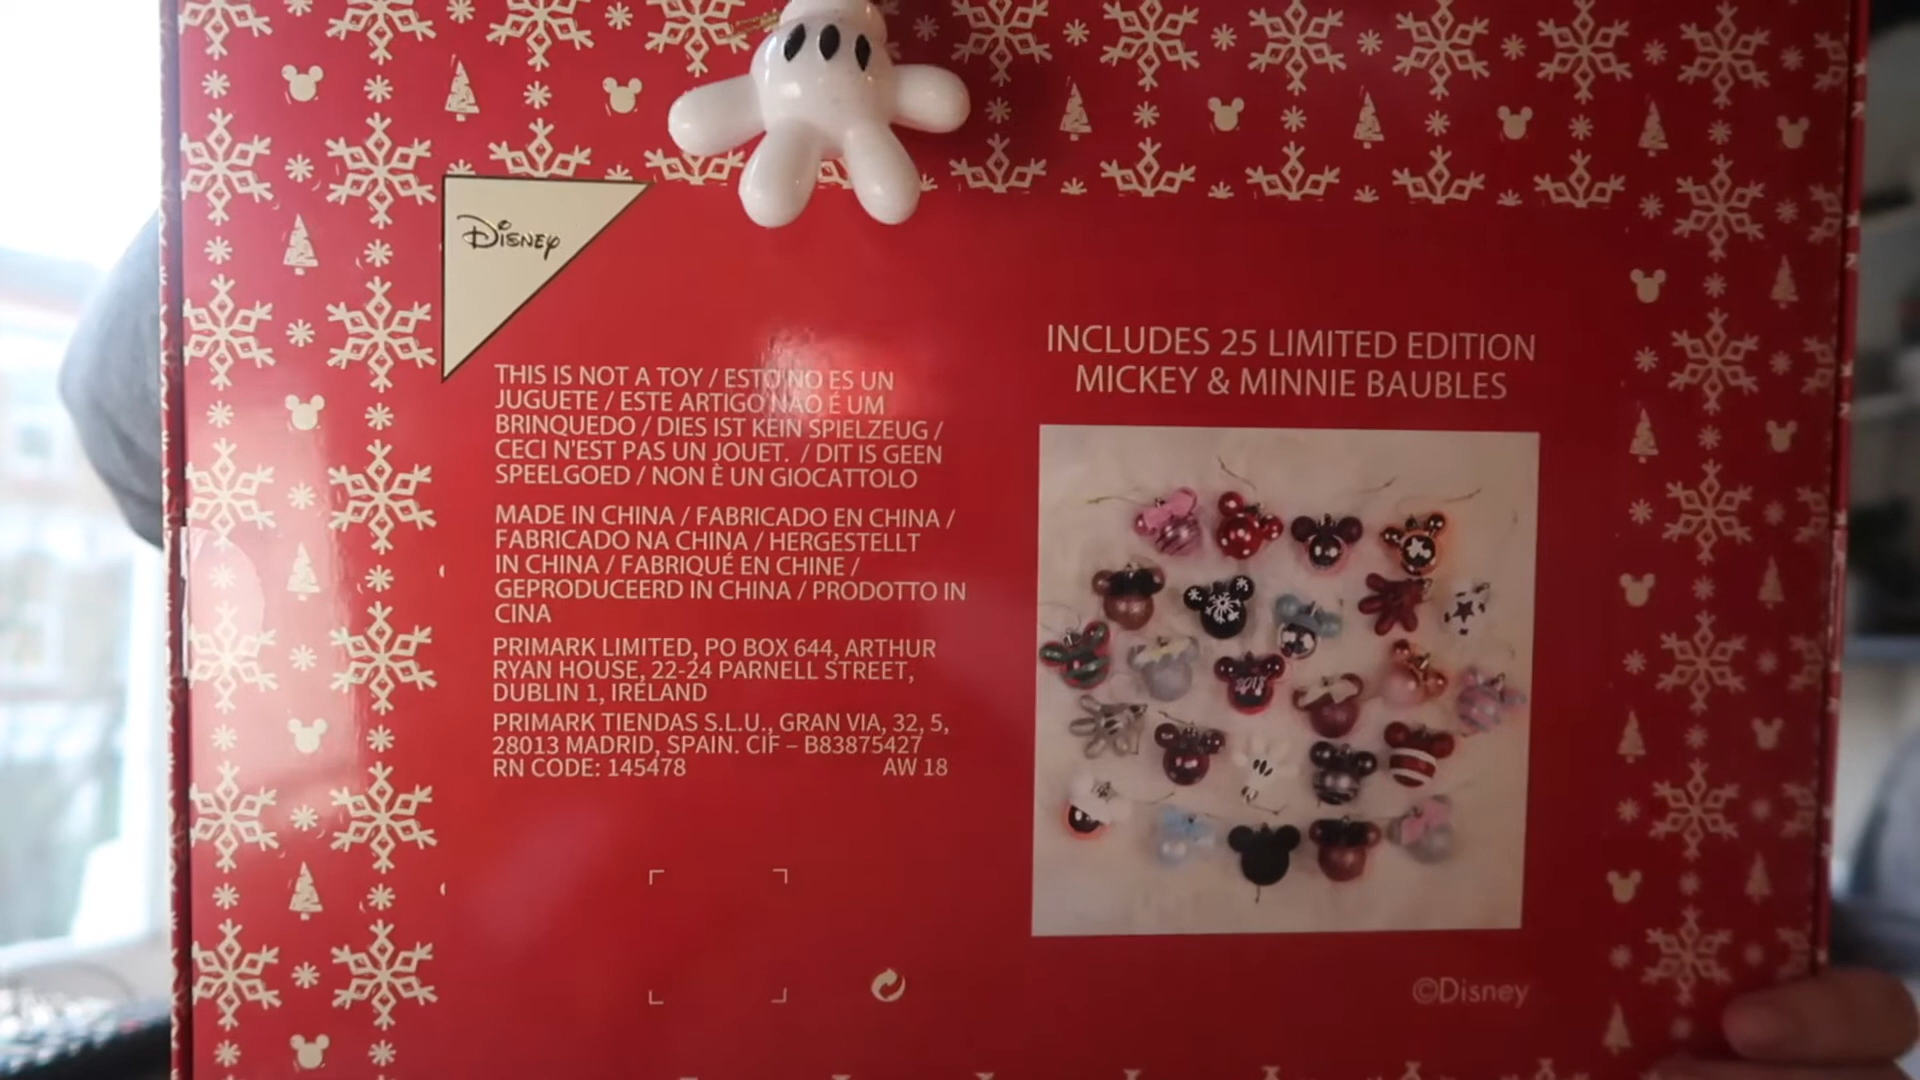 Disney
THIS IS NOT A TOY / ESTO NO ES UN
JUGUETE / ESTE ARTIGO NÃO É UM
BRINQUEDO / DIES IST KEIN SPIELZEUG /
CECI N'EST PAS UN JOUET. / DIT IS GEEN
SPEELGOED / NON È UN GIOCATTOLO
MADE IN CHINA / FABRICADO EN CHINA /
FABRICADO NA CHINA / HERGESTELLT
IN CHINA / FABRIQUÉ EN CHINE /
GEPRODUCEERD IN CHINA / PRODOTTO IN
CINA
PRIMARK LIMITED, PO BOX 644, ARTHUR
RYAN HOUSE, 22-24 PARNELL STREET,
DUBLIN 1, IRELAND
PRIMARK TIENDAS S.L.U., GRAN VIA, 32, 5,
28013 MADRID, SPAIN. CIF – B83875427
RN CODE: 145478 AW 18
INCLUDES 25 LIMITED EDITION
MICKEY & MINNIE BAUBLES
2018
©Disney